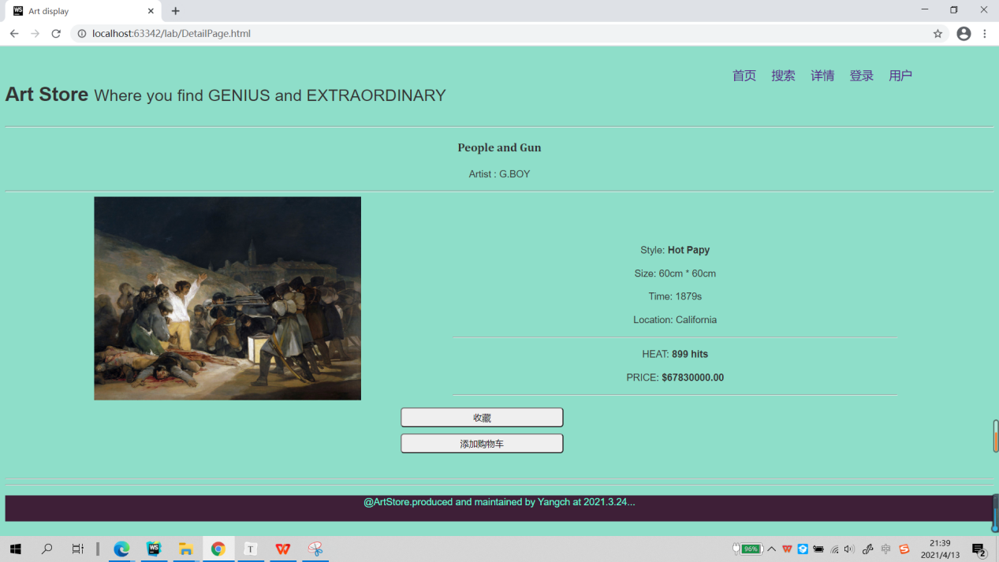 Art display
localhost:63342/lab/DetailPage.html
首页 搜索 详情 登录 用户
Art Store Where you find GENIUS and EXTRAORDINARY
People and Gun
Artist : G.BOY
Style: Hot Papy
Size: 60cm * 60cm
Time: 1879s
Location: California
HEAT: 899 hits
PRICE: $67830000.00
收藏
添加购物车
@ArtStore.produced and maintained by Yangch at 2021.3.24...
WS
T
96%
中
21:39
2021/4/13
2